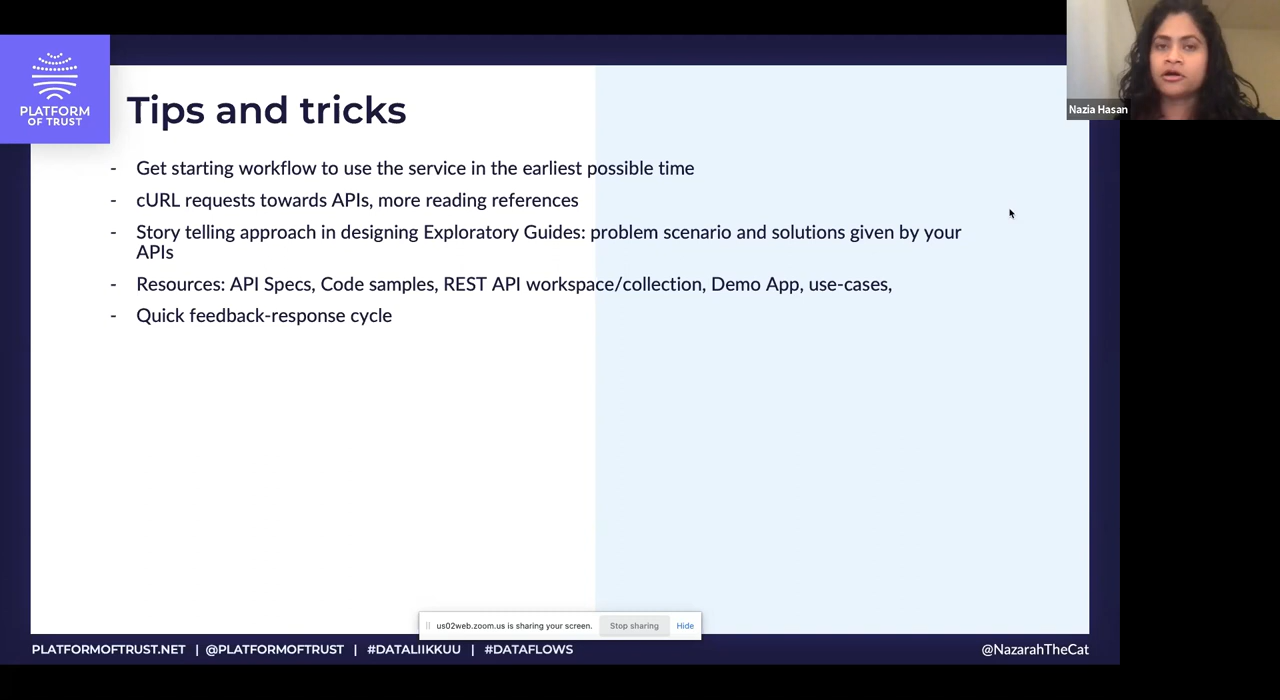 PLATFORM
OF TRUST
Tips and tricks
Nazia Hasan
- Get starting workflow to use the service in the earliest possible time
- cURL requests towards APIs, more reading references
- Story telling approach in designing Exploratory Guides: problem scenario and solutions given by your
APIs
- Resources: API Specs, Code samples, REST API workspace/collection, Demo App, use-cases,
- Quick feedback-response cycle
us02web.zoom.us is sharing your screen. Stop sharing Hide
PLATFORMOFTRUST.NET | @PLATFORMOFTRUST | #DATALIIKKUU | #DATAFLOWS @NazarahTheCat